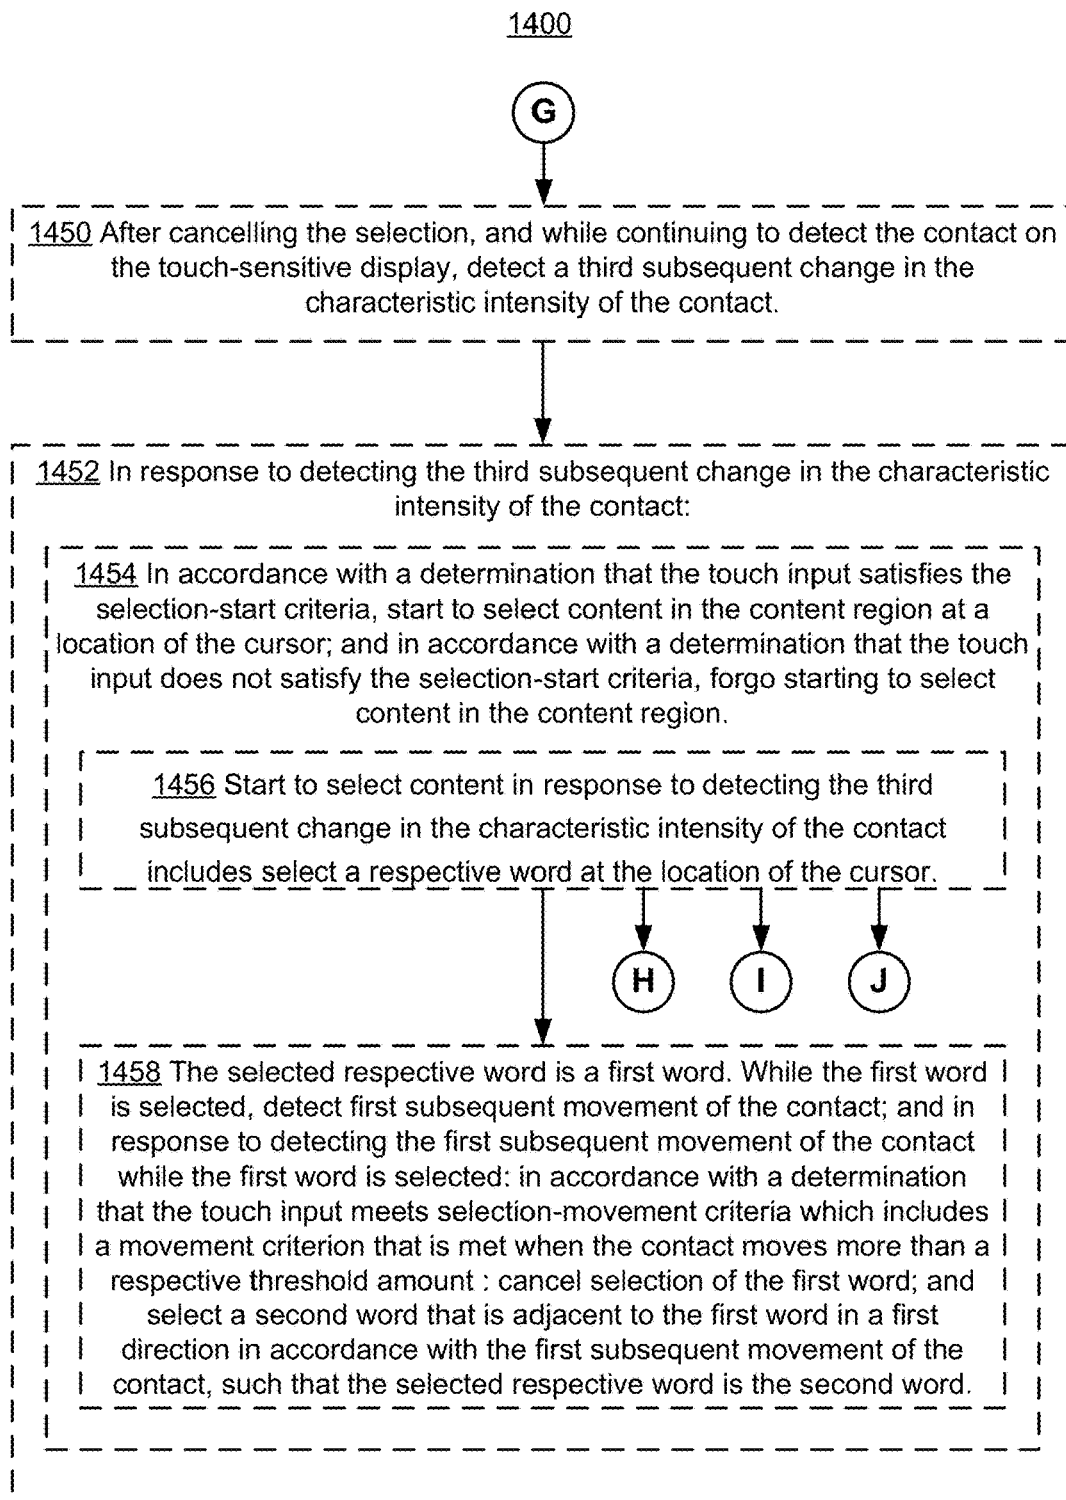 1400
G
1450 After cancelling the selection, and while continuing to detect the contact on
the touch-sensitive display, detect a third subsequent change in the
characteristic intensity of the contact.
1452 In response to detecting the third subsequent change in the characteristic
intensity of the contact:
1454 In accordance with a determination that the touch input satisfies the
selection-start criteria, start to select content in the content region at a
location of the cursor; and in accordance with a determination that the touch
input does not satisfy the selection-start criteria, forgo starting to select
content in the content region.
1456 Start to select content in response to detecting the third
subsequent change in the characteristic intensity of the contact
includes select a respective word at the location of the cursor.
H I J
1458 The selected respective word is a first word. While the first word
is selected, detect first subsequent movement of the contact; and in
response to detecting the first subsequent movement of the contact
while the first word is selected: in accordance with a determination
that the touch input meets selection-movement criteria which includes
a movement criterion that is met when the contact moves more than a
respective threshold amount : cancel selection of the first word; and
select a second word that is adjacent to the first word in a first
direction in accordance with the first subsequent movement of the
contact, such that the selected respective word is the second word.